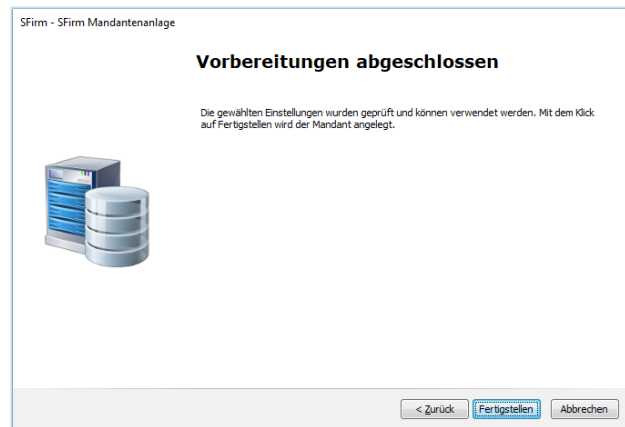 SFirm - SFirm Mandantenanlage
Vorbereitungen abgeschlossen
Die gewählten Einstellungen wurden geprüft und können verwendet werden. Mit dem Klick
auf Fertigstellen wird der Mandant angelegt.
< Zurück Fertigstellen Abbrechen